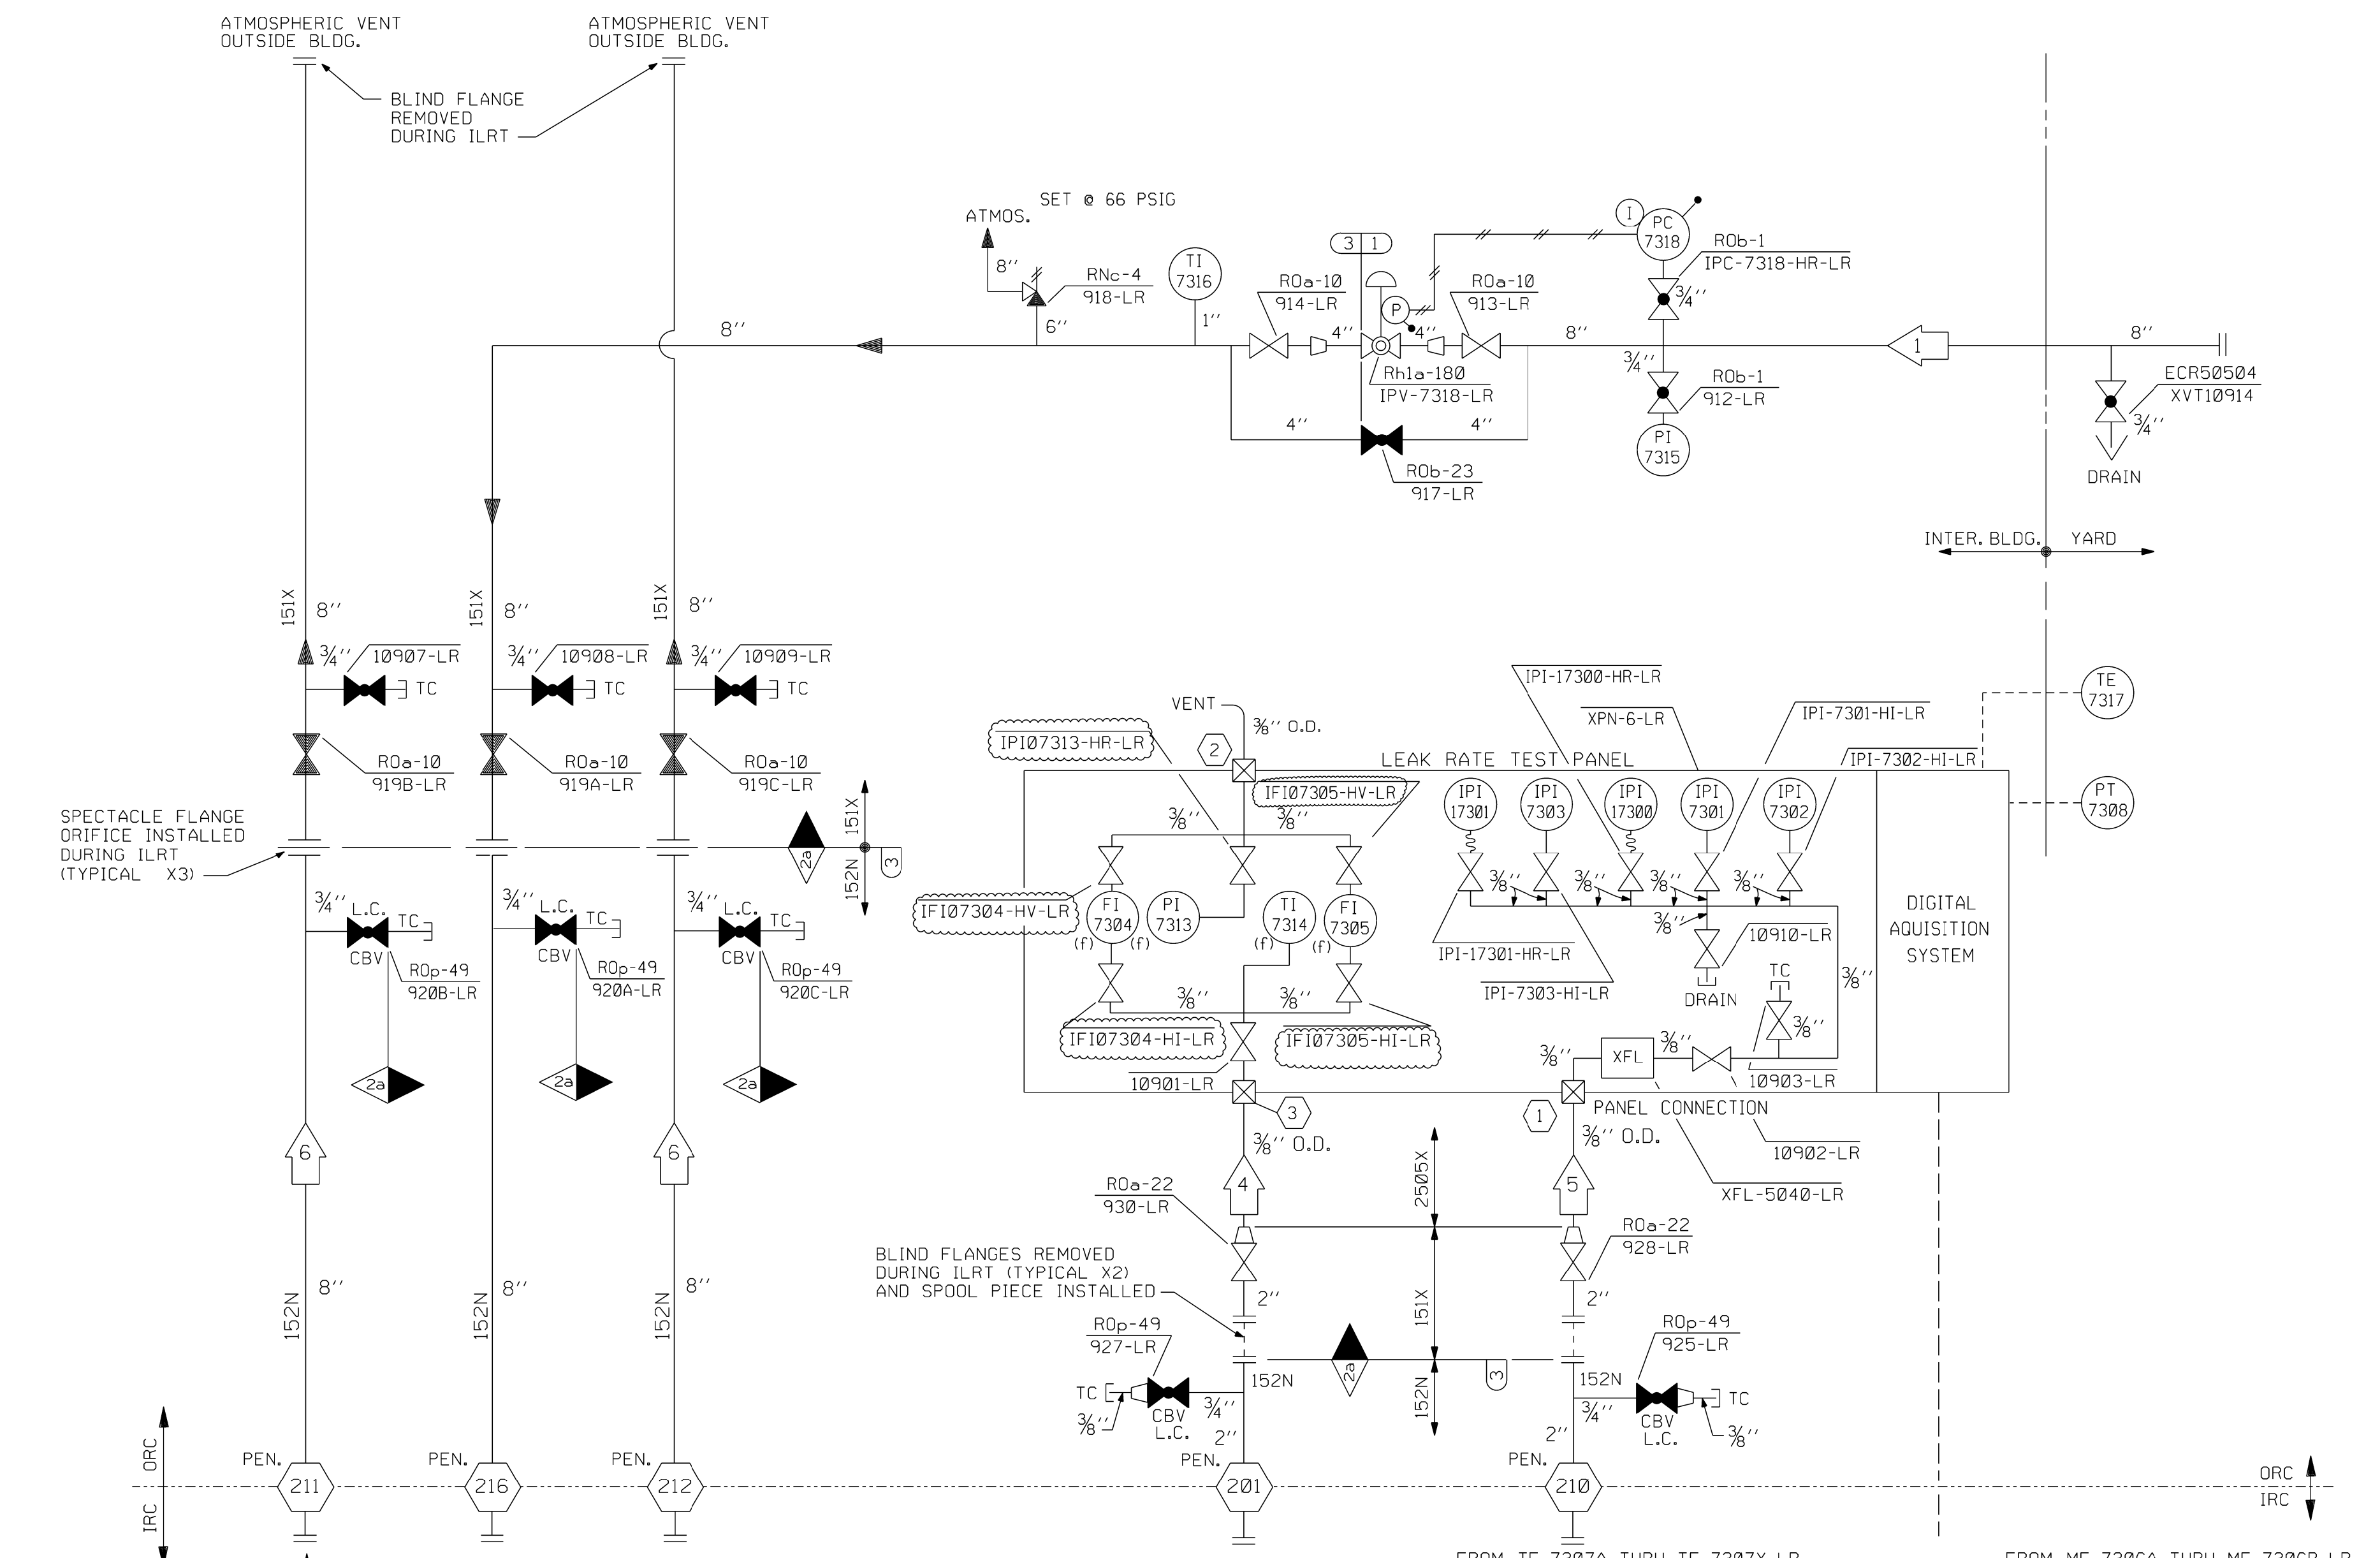 ATMOSPHERIC VENT
OUTSIDE BLDG.
ATMOSPHERIC VENT
OUTSIDE BLDG.
BLIND FLANGE
REMOVED
DURING ILRT
SET @ 66 PSIG
ATMOS.
8''
RNc-4
918-LR
6''
TI
7316
1''
ROa-10
914-LR
3 1
P
4''
4''
ROa-10
913-LR
I
PC
7318
ROb-1
IPC-7318-HR-LR
3/4''
8''
8''
1
8''
Rh1a-180
IPV-7318-LR
3/4''
ROb-1
912-LR
PI
7315
4''
4''
ROb-23
917-LR
ECR50504
XVT10914
3/4''
DRAIN
INTER. BLDG.
YARD
151X
8''
151X
8''
151X
8''
3/4''
10907-LR
TC
3/4''
10908-LR
TC
3/4''
10909-LR
TC
ROa-10
919B-LR
ROa-10
919A-LR
ROa-10
919C-LR
SPECTACLE FLANGE
ORIFICE INSTALLED
DURING ILRT
(TYPICAL X3)
2a
151X
152N
3
3/4''
L.C.
TC
CBV
ROp-49
920B-LR
3/4''
L.C.
TC
CBV
ROp-49
920A-LR
3/4''
L.C.
TC
CBV
ROp-49
920C-LR
2a
2a
2a
6
6
152N
8''
152N
8''
152N
8''
VENT
3/8'' O.D.
2
IPI07313-HR-LR
IFI07305-HV-LR
LEAK RATE TEST PANEL
IPI-17300-HR-LR
XPN-6-LR
IPI-7301-HI-LR
IPI-7302-HI-LR
TE
7317
PT
7308
3/8''
3/8''
IFI07304-HV-LR
FI
7304
(f)
PI
7313
(f)
TI
7314
(f)
FI
7305
(f)
3/8''
3/8''
IFI07304-HI-LR
IFI07305-HI-LR
10901-LR
3
3/8'' O.D.
IPI
17301
IPI
7303
IPI
17300
IPI
7301
IPI
7302
3/8''
3/8''
3/8''
3/8''
3/8''
IPI-17301-HR-LR
IPI-7303-HI-LR
10910-LR
DRAIN
TC
3/8''
3/8''
3/8''
XFL
3/8''
10903-LR
DIGITAL
AQUISITION
SYSTEM
1
PANEL CONNECTION
3/8'' O.D.
10902-LR
XFL-5040-LR
4
5
2505X
ROa-22
930-LR
ROa-22
928-LR
BLIND FLANGES REMOVED
DURING ILRT (TYPICAL X2)
AND SPOOL PIECE INSTALLED
2''
2''
151X
ROp-49
927-LR
2a
3
152N
ROp-49
925-LR
152N
152N
TC
3/8''
CBV
L.C.
3/4''
2''
3/4''
2''
CBV
L.C.
TC
3/8''
ORC
IRC
PEN.
211
PEN.
216
PEN.
212
PEN.
201
PEN.
210
ORC
IRC
FROM TE-7307A THRU TE-7307X-LR